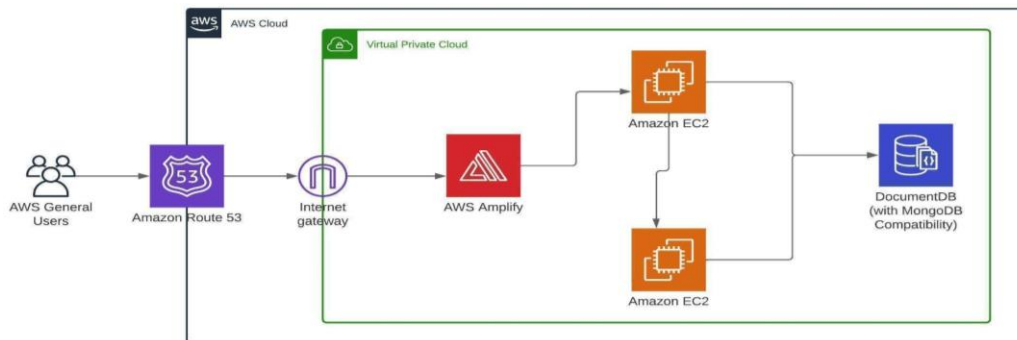 aws
AWS Cloud
Virtual Private Cloud
Amazon EC2
AWS General
Users
53
Amazon Route 53
Internet
gateway
AWS Amplify
DocumentDB
(with MongoDB
Compatibility)
Amazon EC2